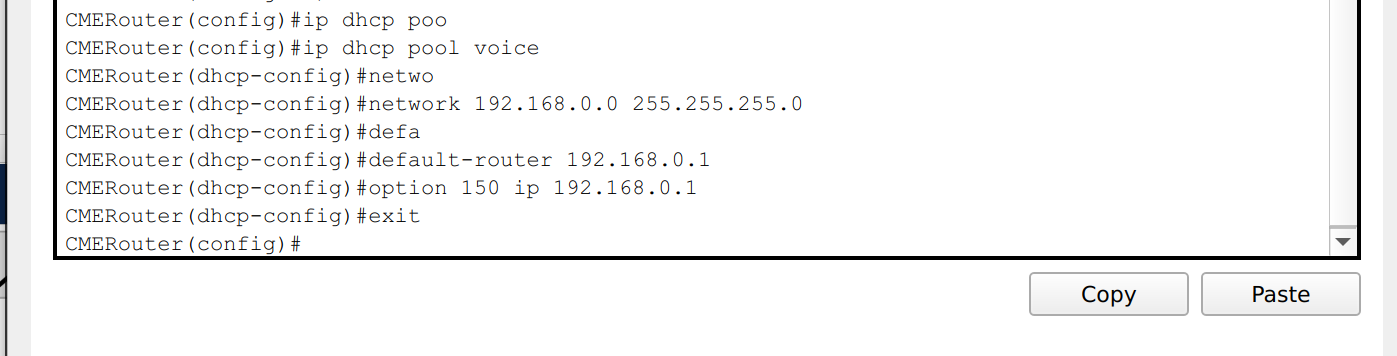 CMERouter(config)#ip dhcp poo
CMERouter(config)#ip dhcp pool voice
CMERouter(dhcp-config)#netwo
CMERouter(dhcp-config)#network 192.168.0.0 255.255.255.0
CMERouter(dhcp-config)#defa
CMERouter(dhcp-config)#default-router 192.168.0.1
CMERouter(dhcp-config)#option 150 ip 192.168.0.1
CMERouter(dhcp-config)#exit
CMERouter(config)#
Copy
Paste